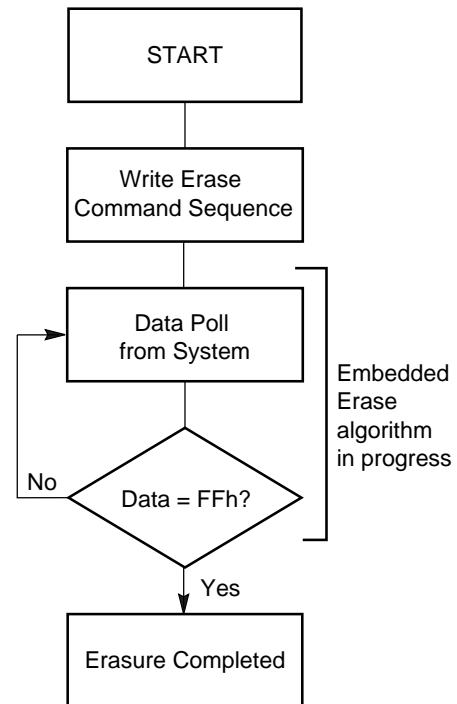 START
Write Erase
Command Sequence
Data Poll
from System
Embedded
Erase
algorithm
in progress
No
Data = FFh?
Yes
Erasure Completed